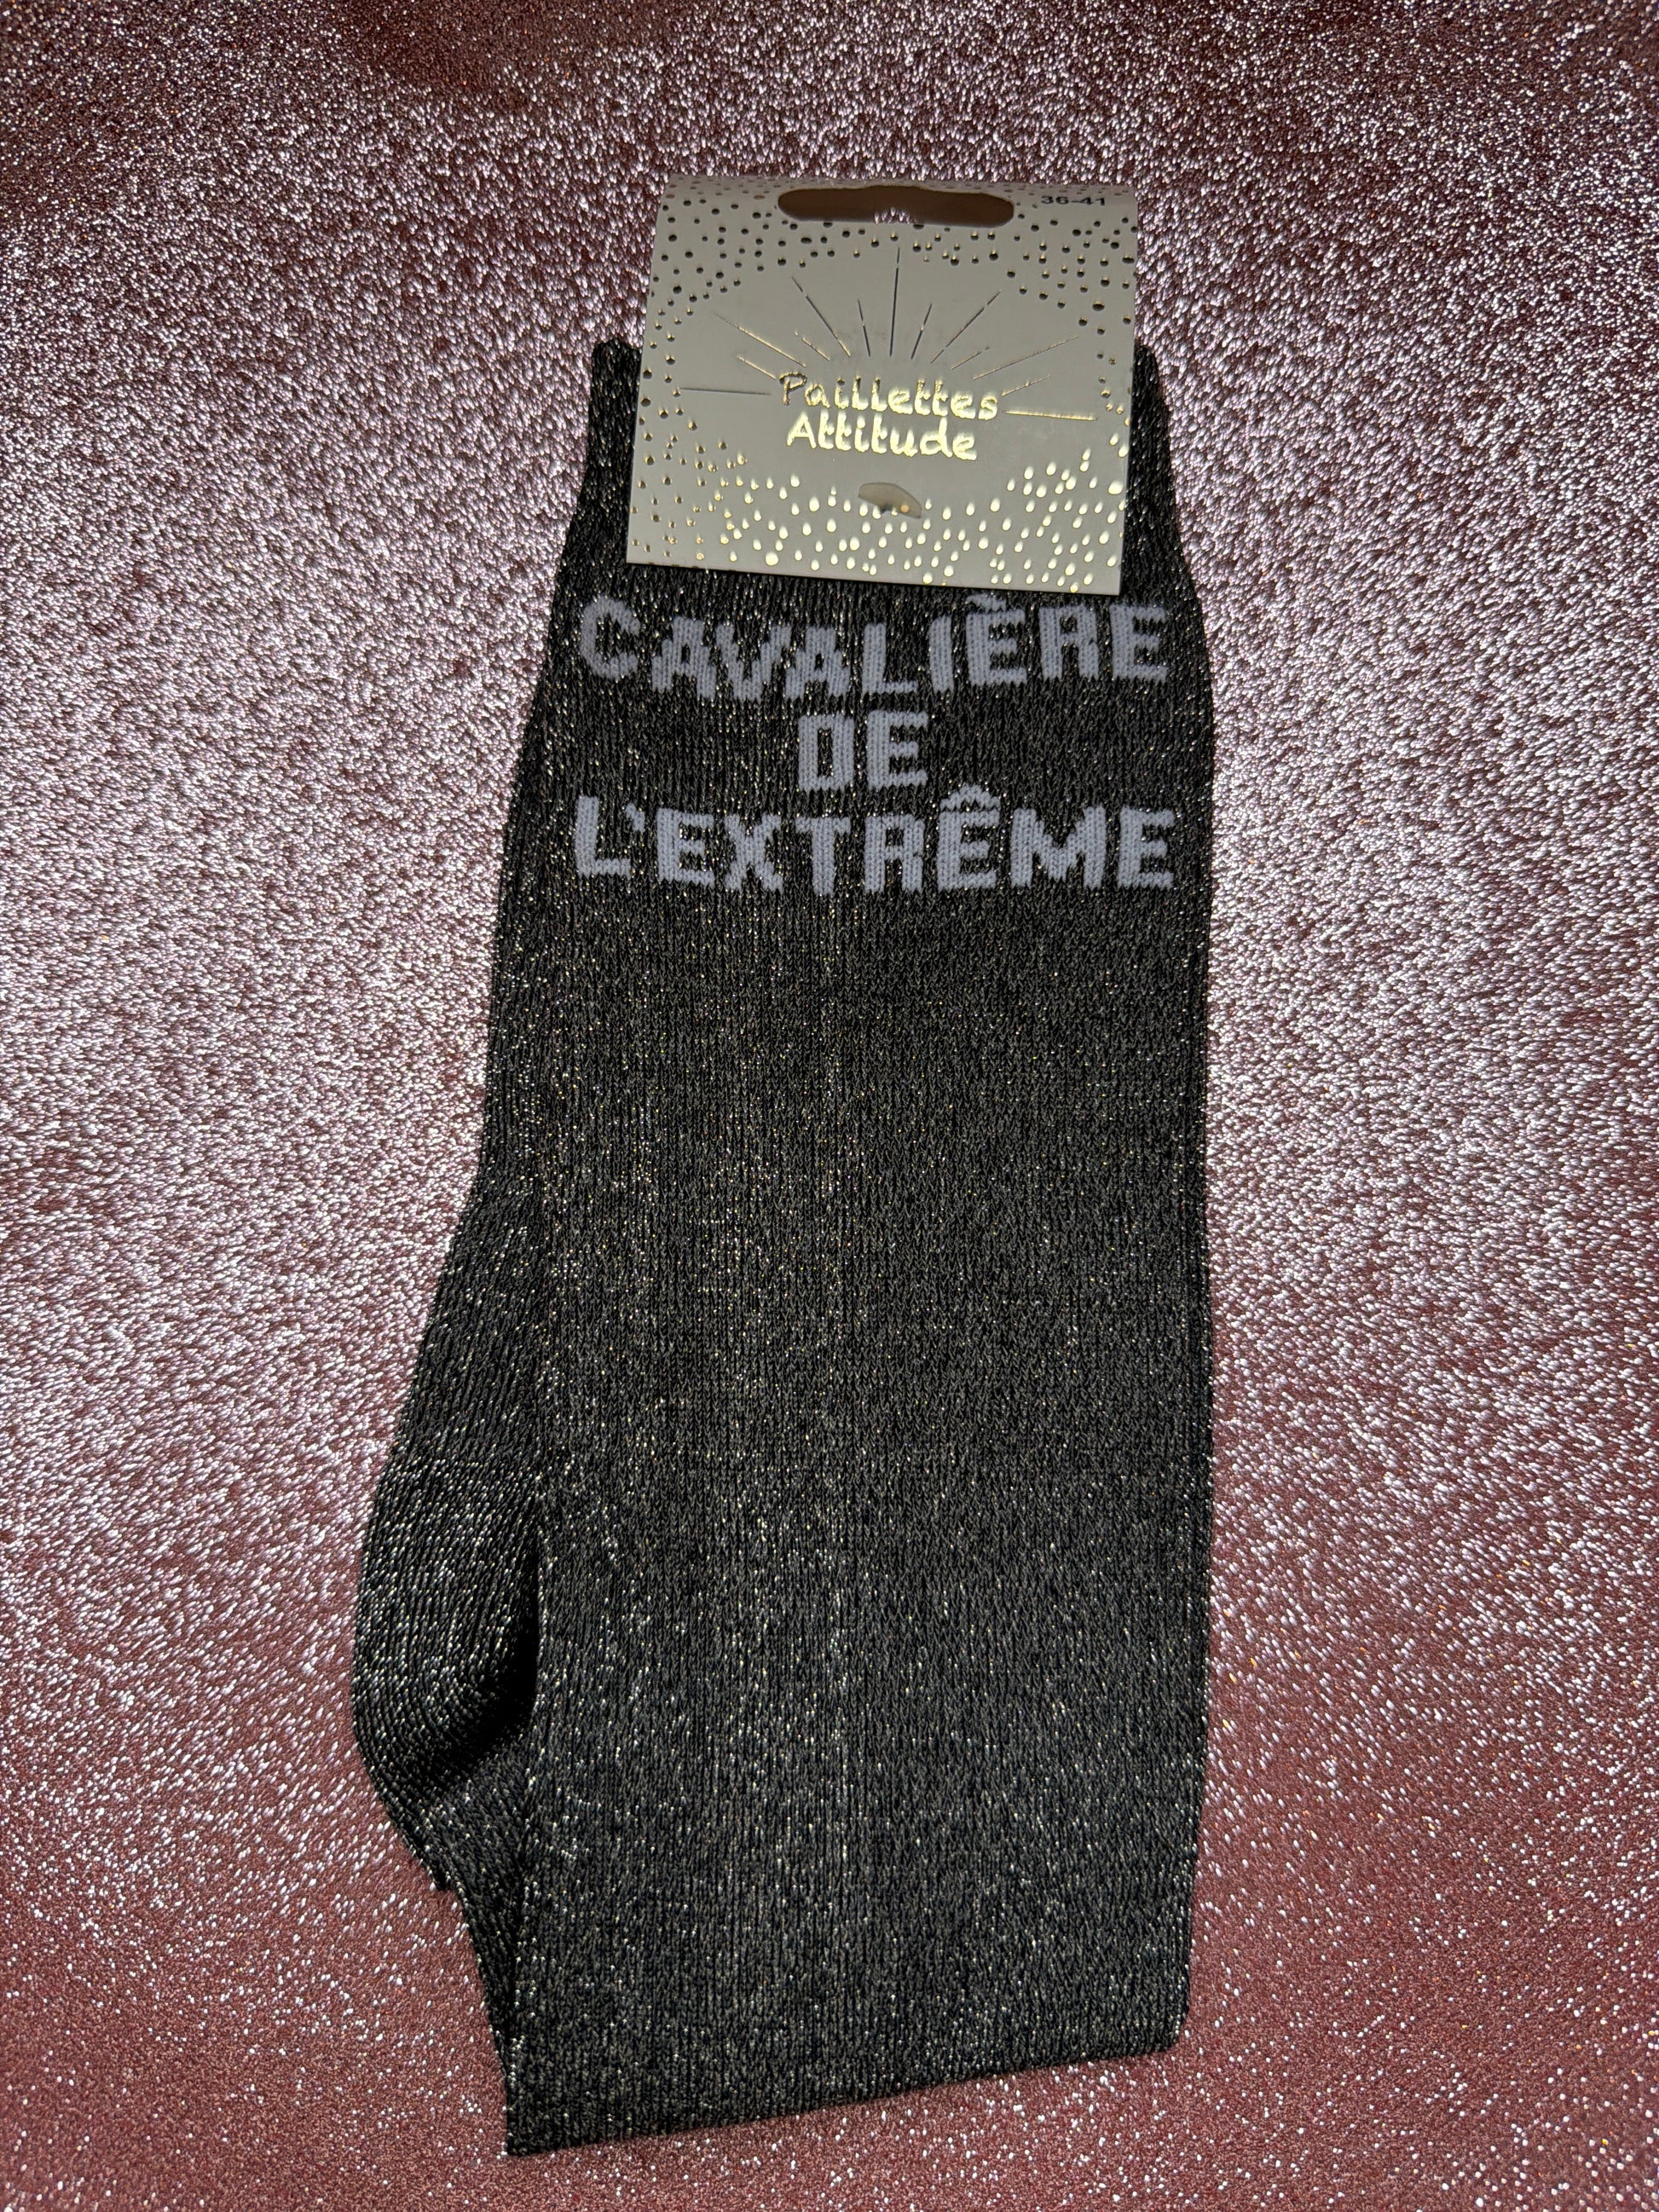 36-41
Paillettes
Attitude
CAVALIÈRE
DE
L'EXTRÊME